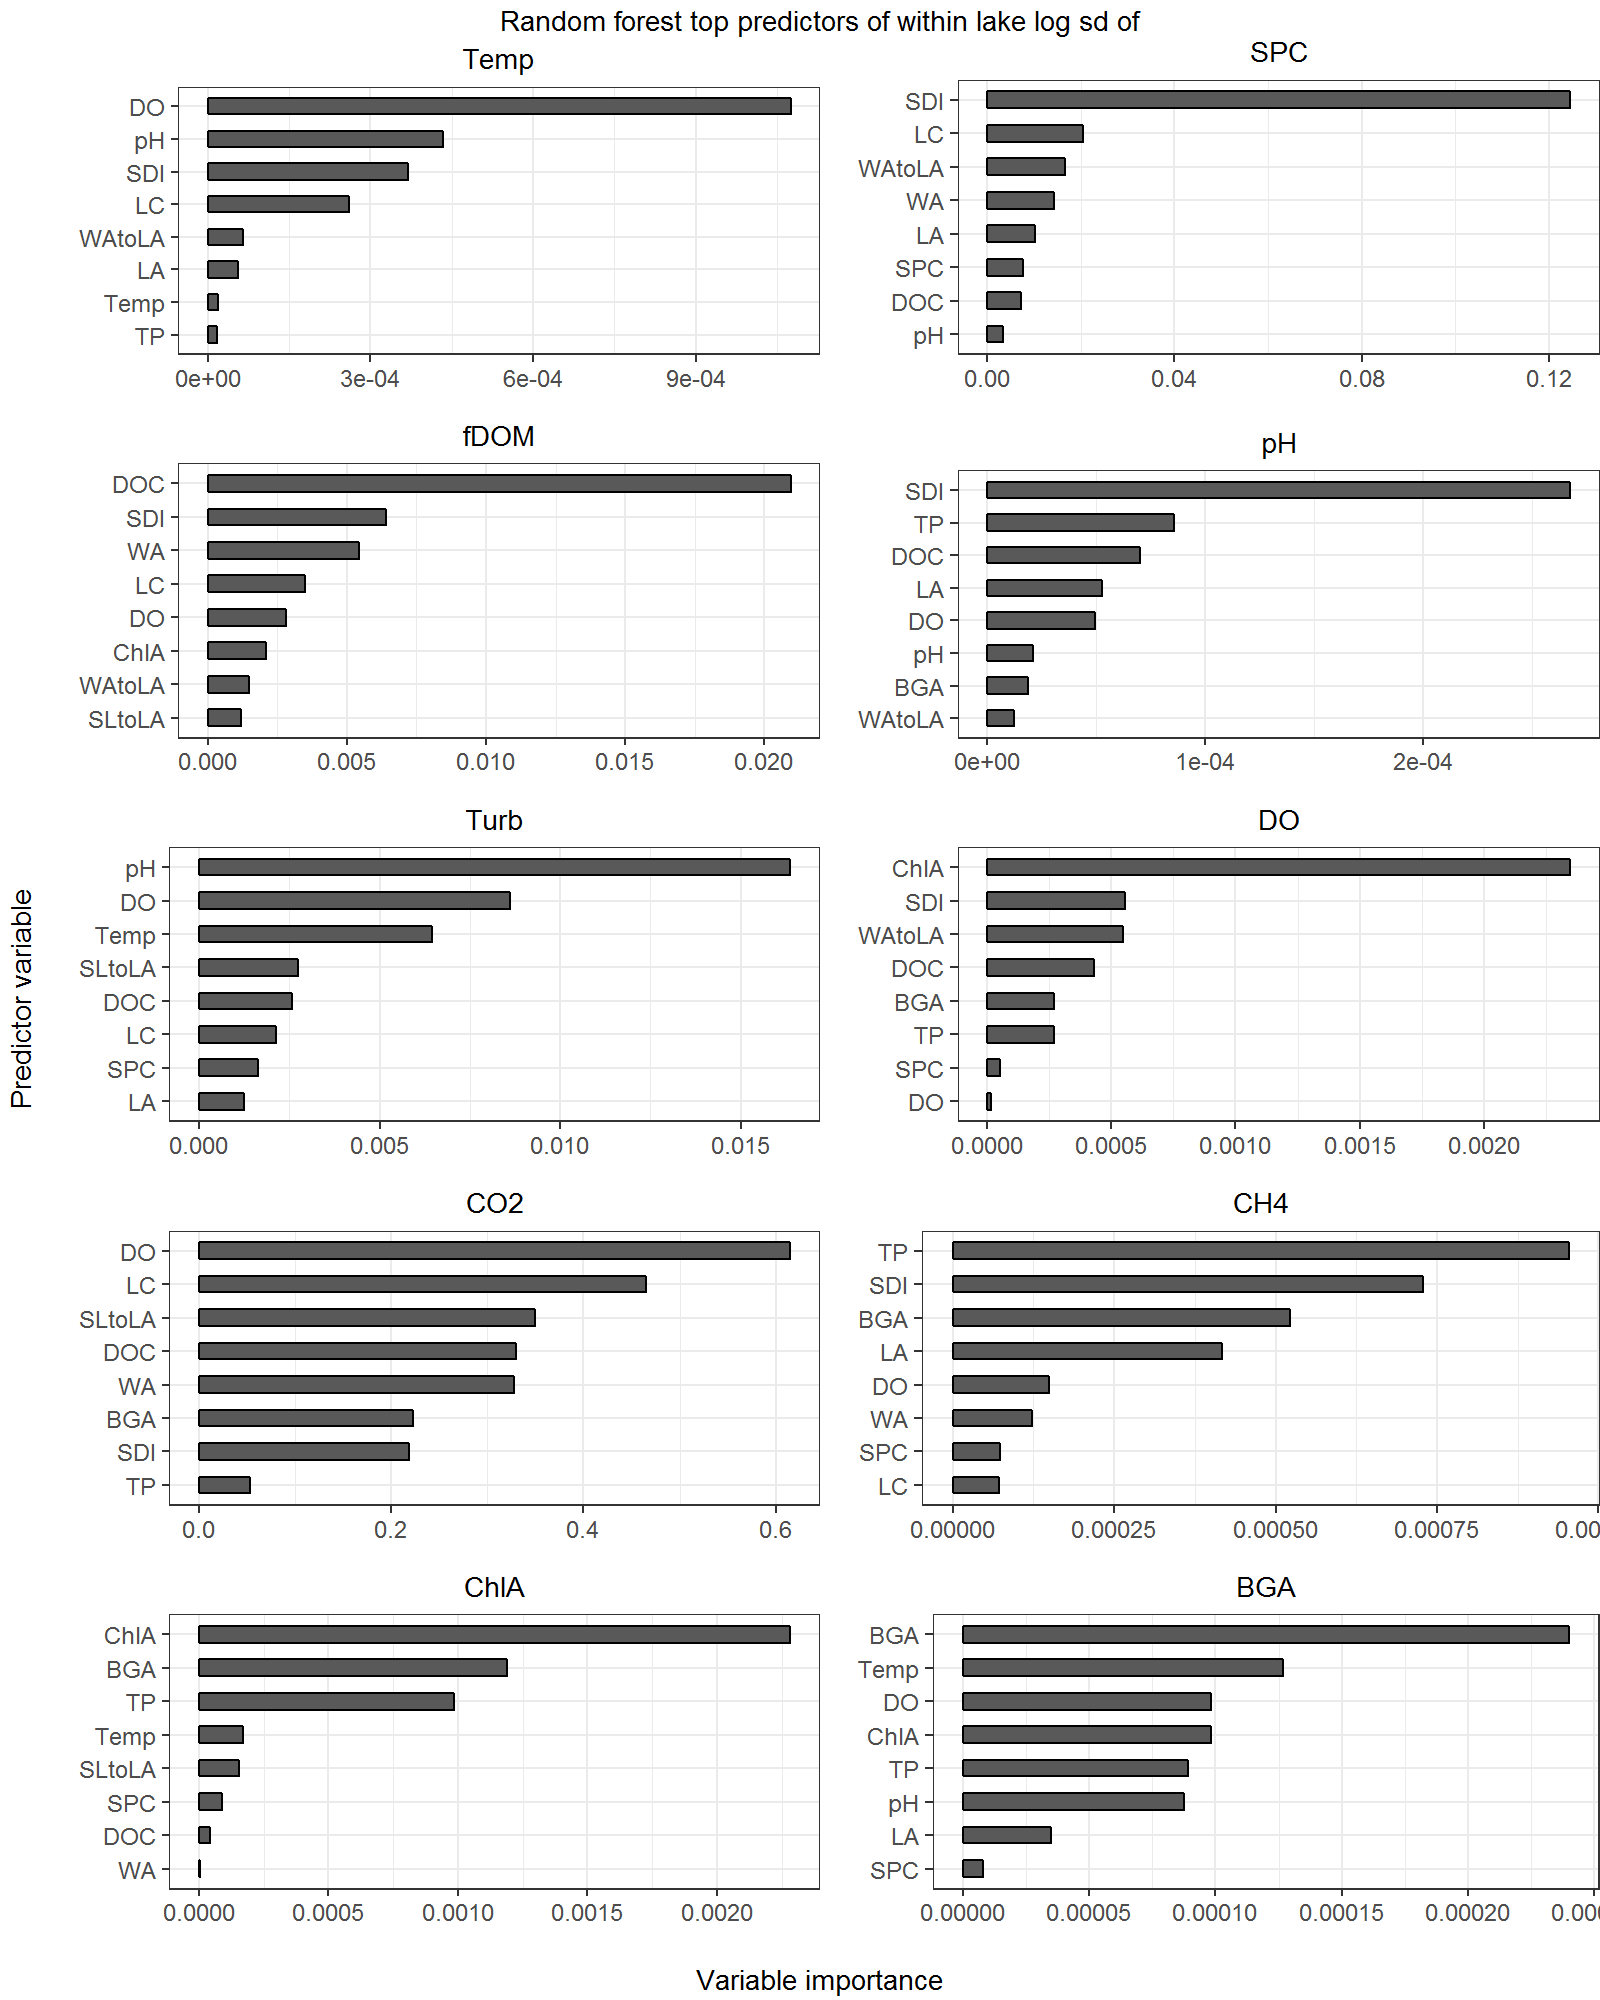 Random forest top predictors of within lake log sd of
Temp
DO
pH
SDI
LC
WAtoLA
LA
Temp
TP
0e+00 3e-04 6e-04 9e-04
SPC
SDI
LC
WAtoLA
WA
LA
SPC
DOC
pH
0.00 0.04 0.08 0.12
fDOM
DOC
SDI
WA
LC
DO
ChlA
WAtoLA
SLtoLA
0.000 0.005 0.010 0.015 0.020
pH
SDI
TP
DOC
LA
DO
pH
BGA
WAtoLA
0e+00 1e-04 2e-04
Predictor variable
Turb
pH
DO
Temp
SLtoLA
DOC
LC
SPC
LA
0.000 0.005 0.010 0.015
DO
ChlA
SDI
WAtoLA
DOC
BGA
TP
SPC
DO
0.0000 0.0005 0.0010 0.0015 0.0020
CO2
DO
LC
SLtoLA
DOC
WA
BGA
SDI
TP
0.0 0.2 0.4 0.6
CH4
TP
SDI
BGA
LA
DO
WA
SPC
LC
0.00000 0.00025 0.00050 0.00075
ChlA
ChlA
BGA
TP
Temp
SLtoLA
SPC
DOC
WA
0.0000 0.0005 0.0010 0.0015 0.0020
BGA
BGA
Temp
DO
ChlA
TP
pH
LA
SPC
0.00000 0.00005 0.00010 0.00015 0.00020
Variable importance